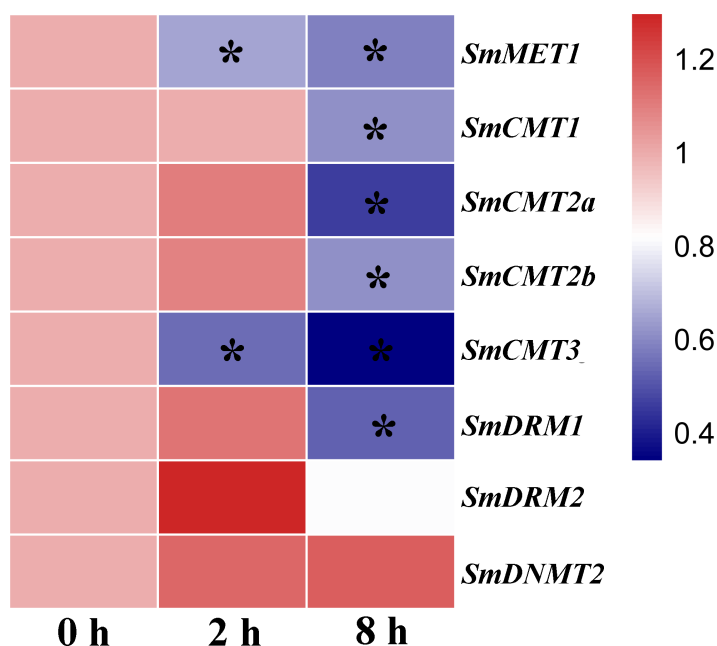 * * SmMET1
* SmCMT1
* SmCMT2a
* SmCMT2b
* * SmCMT3_
* SmDRM1
SmDRM2
SmDNMT2
0 h 2 h 8 h
1.2
1
0.8
0.6
0.4